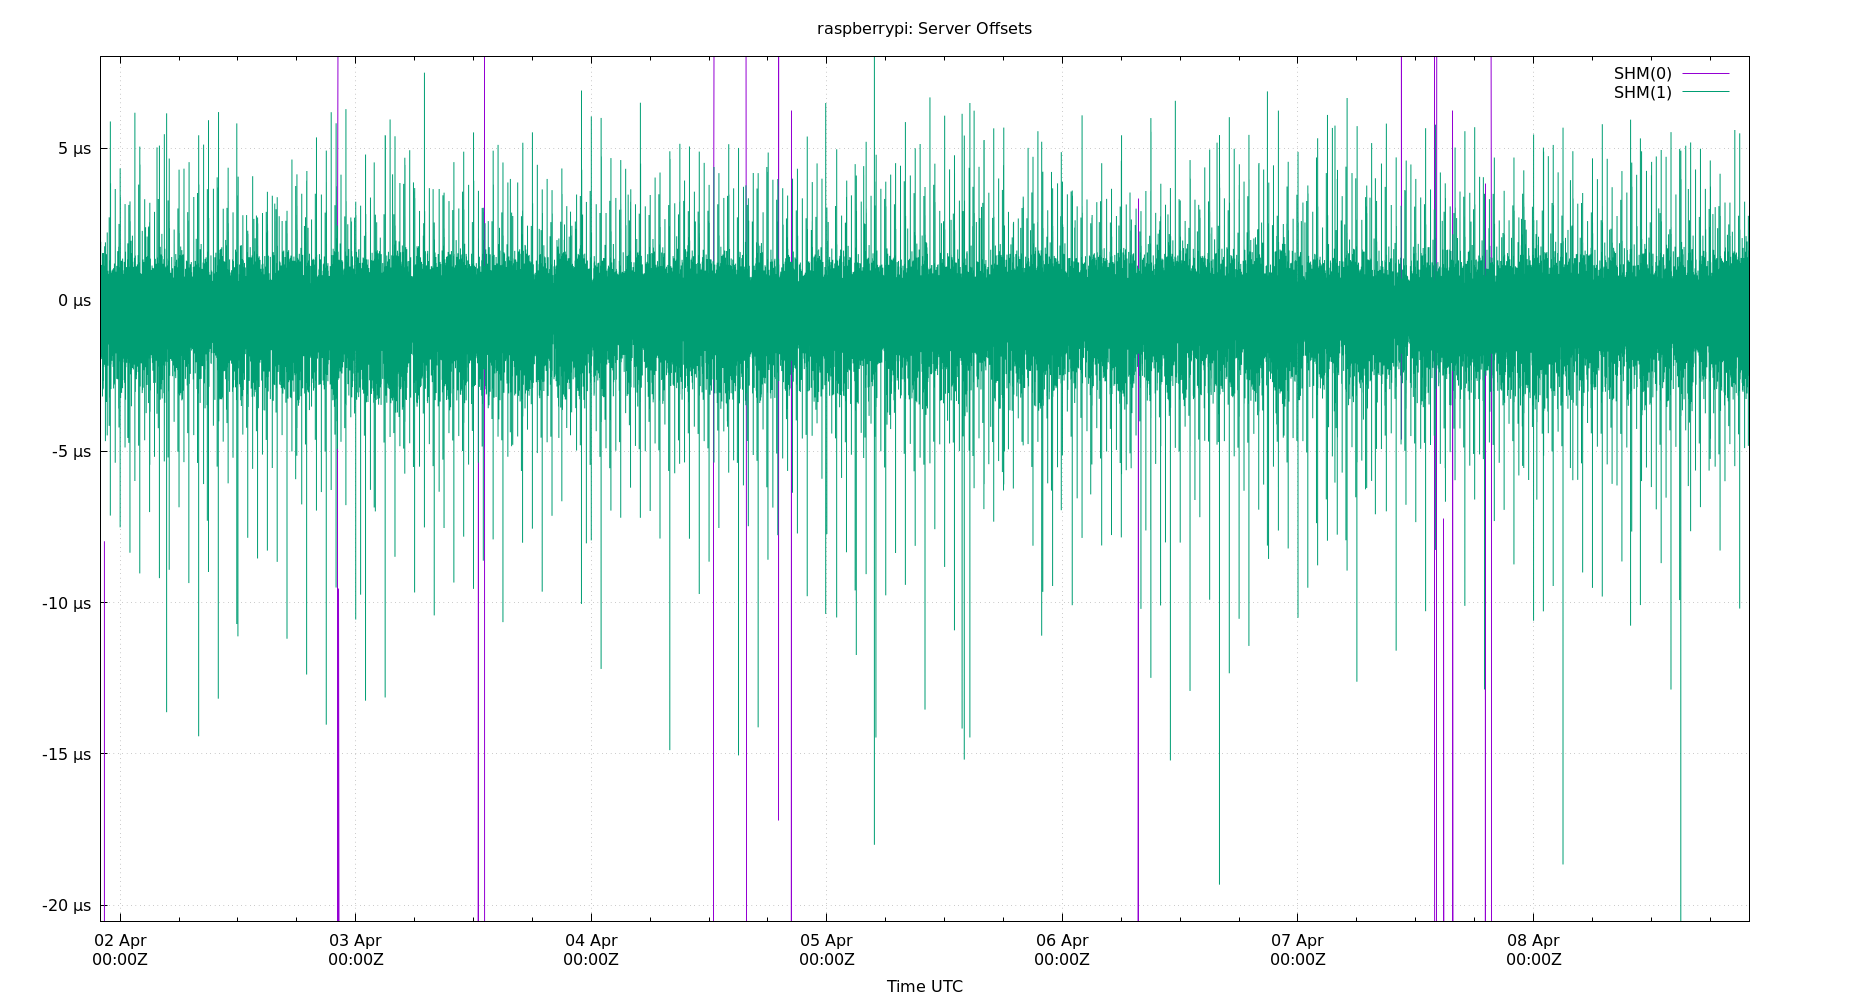 raspberrypi: Server Offsets
SHM(0)
SHM(1)
5 µs
0 µs
-5 µs
-10 µs
-15 µs
-20 µs
02 Apr 03 Apr 04 Apr 05 Apr 06 Apr 07 Apr 08 Apr
00:00Z 00:00Z 00:00Z 00:00Z 00:00Z 00:00Z 00:00Z
Time UTC